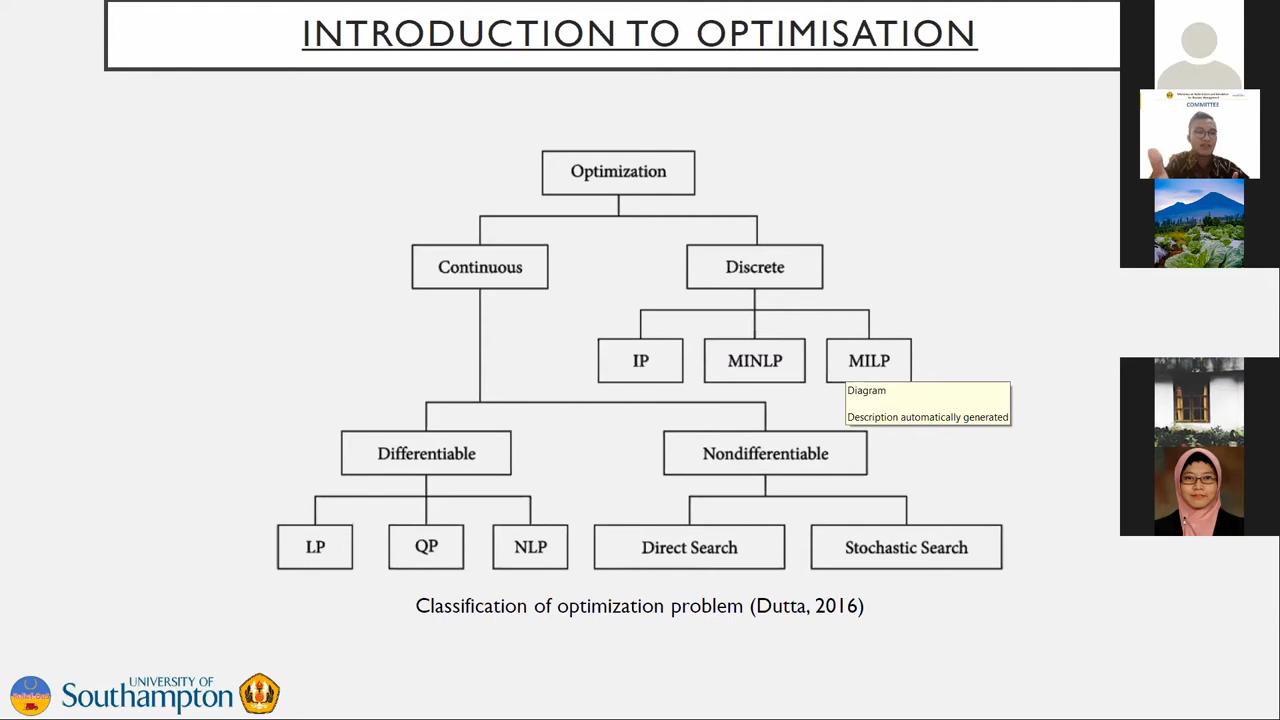 INTRODUCTION TO OPTIMISATION
COMMITTEE
Optimization
Continuous
Discrete
IP
MINLP
MILP
Diagram
Description automatically generated
Differentiable
Nondifferentiable
LP
QP
NLP
Direct Search
Stochastic Search
Classification of optimization problem (Dutta, 2016)
UNIVERSITY OF
Southampton